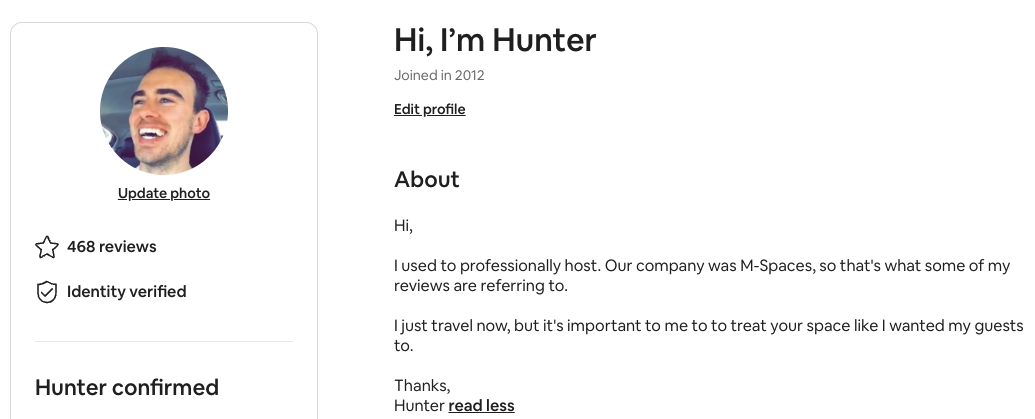 Hi, I'm Hunter
Joined in 2012
Edit profile
Update photo
468 reviews
Identity verified
Hunter confirmed
About
Hi,
I used to professionally host. Our company was M-Spaces, so that's what some of my
reviews are referring to.
I just travel now, but it's important to me to to treat your space like I wanted my guests
to.
Thanks,
Hunter read less